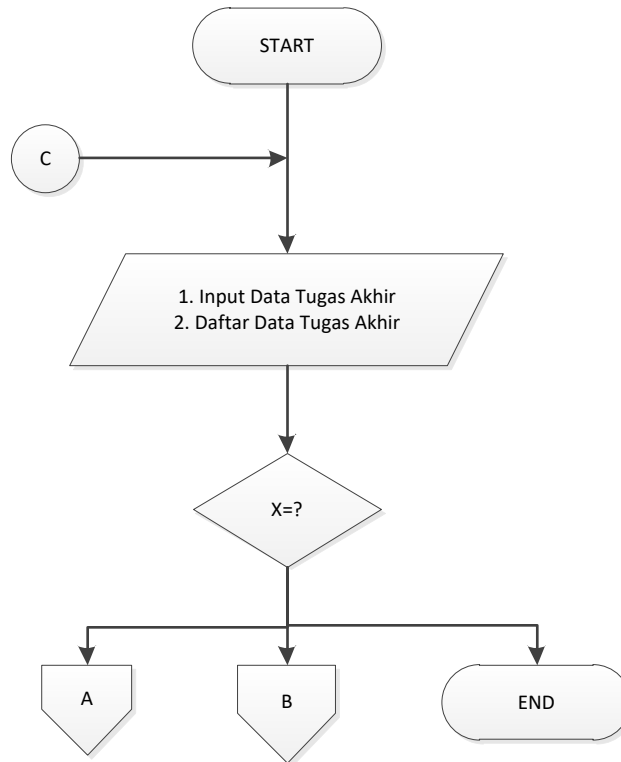 START
C
1. Input Data Tugas Akhir
2. Daftar Data Tugas Akhir
X=?
A
B
END